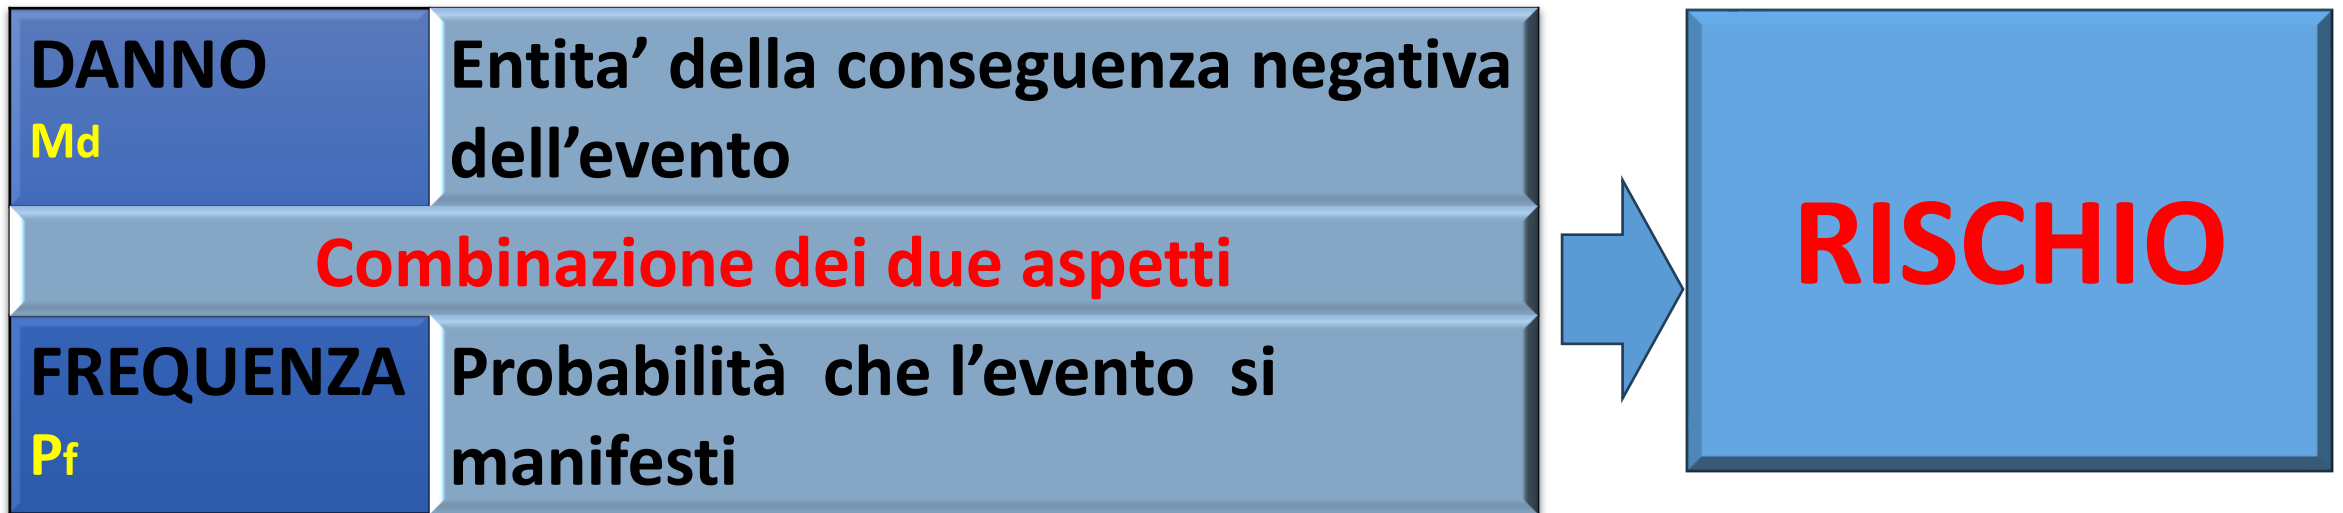 DANNO
Md
Entita’ della conseguenza negativa
dell’evento
Combinazione dei due aspetti
FREQUENZA
Pf
Probabilità  che l’evento  si
manifesti
RISCHIO